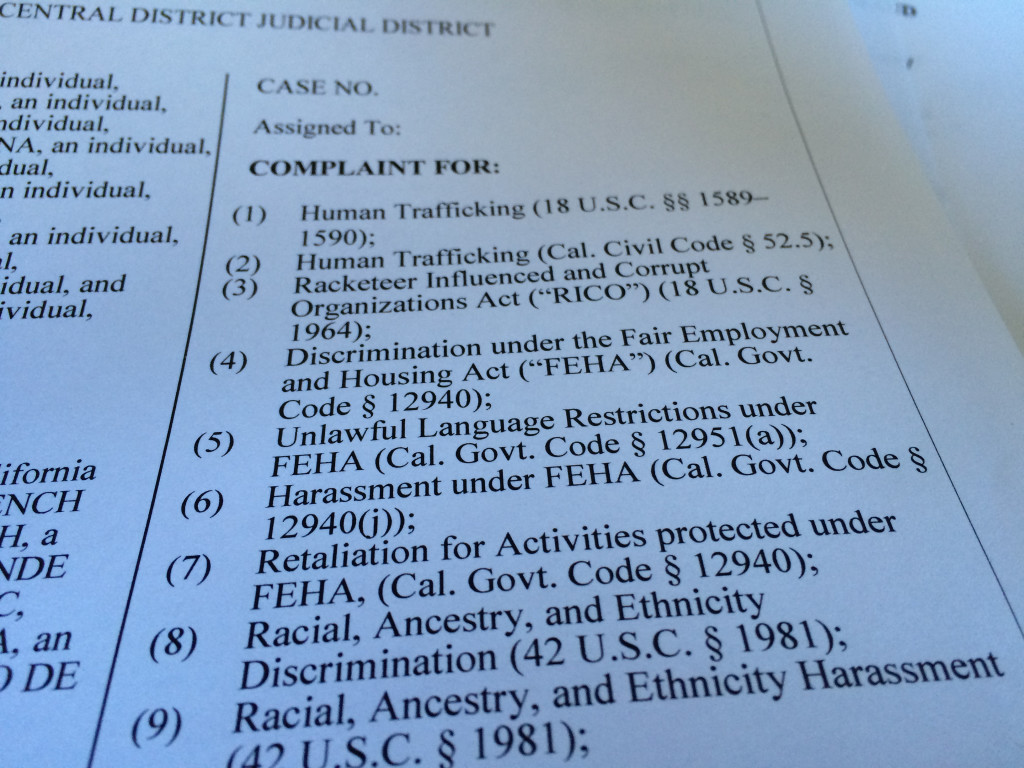 CENTRAL DISTRICT JUDICIAL DISTRICT
individual,
, an individual,
ndividual,
NA, an individual,
dual,
n individual,
an individual,
al,
idual, and
ividual,
lifornia
ENCH
H, a
NDE
C,
A, an
O DE
CASE NO.
Assigned To:
COMPLAINT FOR:
(1) Human Trafficking (18 U.S.C. §§ 1589–
1590);
(2) Human Trafficking (Cal. Civil Code § 52.5);
(3) Racketeer Influenced and Corrupt
Organizations Act (“RICO”) (18 U.S.C. §
1964);
(4) Discrimination under the Fair Employment
and Housing Act (“FEHA”) (Cal. Govt.
Code § 12940);
(5) Unlawful Language Restrictions under
FEHA (Cal. Govt. Code § 12951(a));
(6) Harassment under FEHA (Cal. Govt. Code §
12940(j));
(7) Retaliation for Activities protected under
FEHA, (Cal. Govt. Code § 12940);
(8) Racial, Ancestry, and Ethnicity
Discrimination (42 U.S.C. § 1981);
(9) Racial, Ancestry, and Ethnicity Harassment
(42 U.S.C. § 1981);